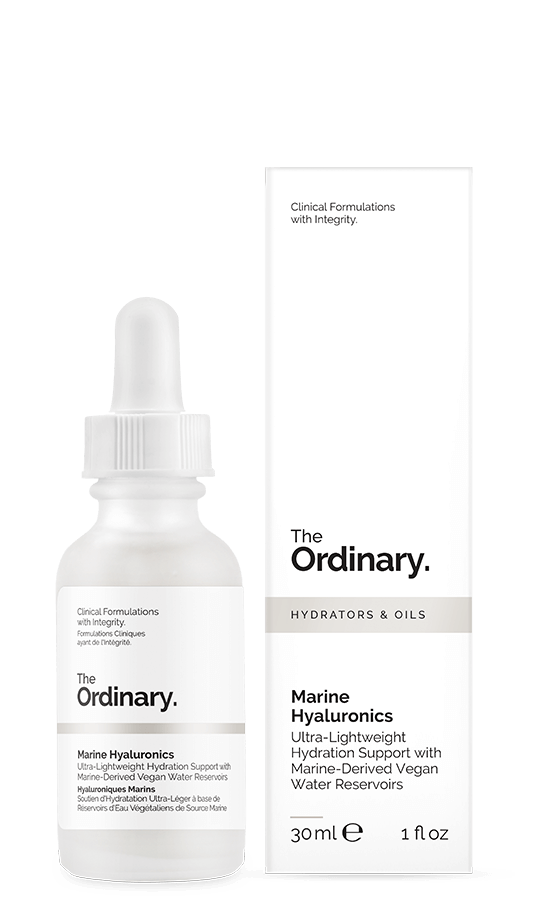 Clinical Formulations
with Integrity.
The
Ordinary.
HYDRATORS & OILS
Marine
Hyaluronics
Ultra-Lightweight
Hydration Support with
Marine-Derived Vegan
Water Reservoirs
30 ml ℮ 1 fl oz
Clinical Formulations
with Integrity.
Formulations Cliniques
ayant de l'Intégrité.
The
Ordinary.
Marine Hyaluronics
Ultra-Lightweight Hydration Support with
Marine-Derived Vegan Water Reservoirs
Hyaluroniques Marins
Soutien d'Hydratation Ultra-Léger à base de
Réservoirs d'Eau Végétaliens de Source Marine